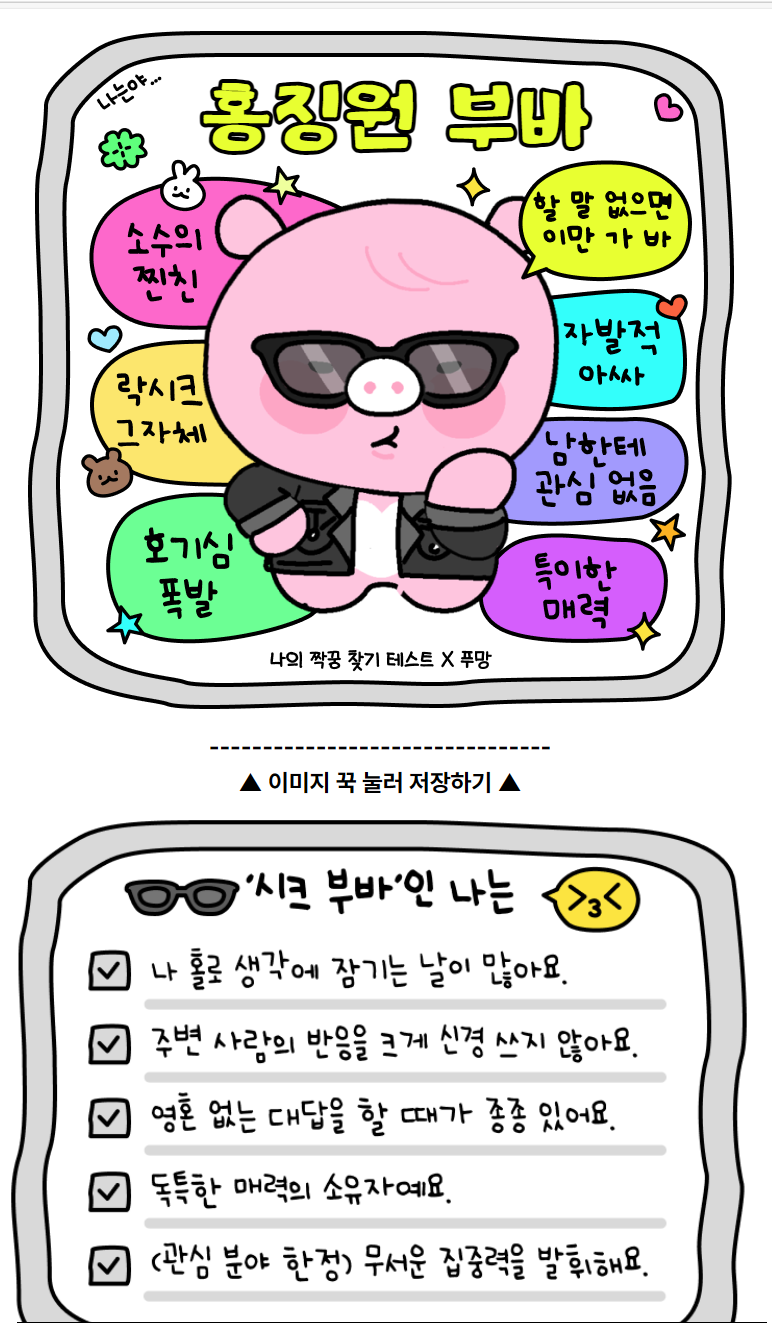 나는야...
홍징원 부바
할 말 없으면
이만 가 바
소수의
찐친
자발적
아싸
락시크
그자체
남한테
관심 없음
호기심
폭발
특이한
매력
나의 짝꿍 찾기 테스트 X 푸망
--------------------------------
▲ 이미지 꾹 눌러 저장하기 ▲
'시크 부바'인 나는
>3<
나 홀로 생각에 잠기는 날이 많아요.
주변 사람의 반응을 크게 신경 쓰지 않아요.
영혼 없는 대답을 할 때가 종종 있어요.
독특한 매력의 소유자예요.
(관심 분야 한정) 무서운 집중력을 발휘해요.